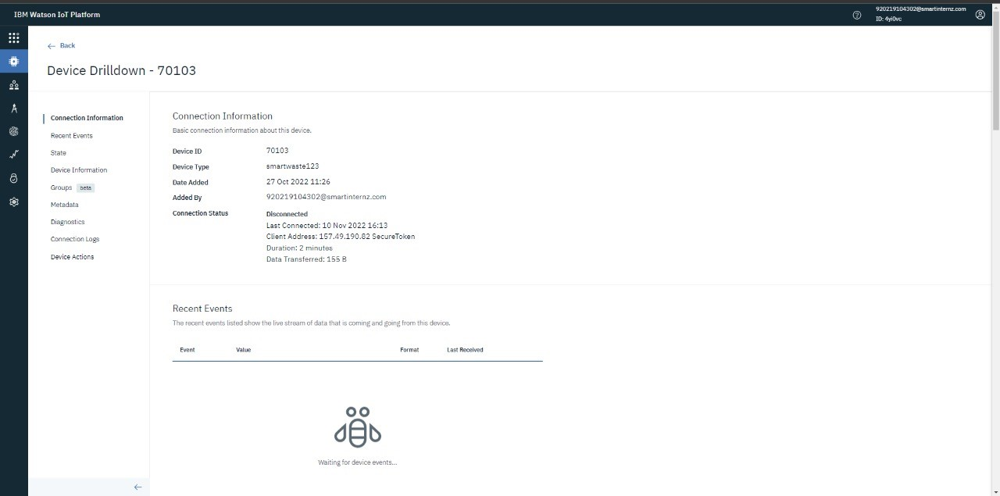 IBM Watson IoT Platform
920219104302@smartinternz.com
ID: 4yi0vc
Back
Device Drilldown - 70103
Connection Information
Recent Events
State
Device Information
Groups beta
Metadata
Diagnostics
Connection Logs
Device Actions
Connection Information
Basic connection information about this device.
Device ID 70103
Device Type smartwaste123
Date Added 27 Oct 2022 11:26
Added By 920219104302@smartinternz.com
Connection Status Disconnected
Last Connected: 10 Nov 2022 16:13
Client Address: 157.49.190.82 SecureToken
Duration: 2 minutes
Data Transferred: 155 B
Recent Events
The recent events listed show the live stream of data that is coming and going from this device.
Event Value Format Last Received
Waiting for device events...